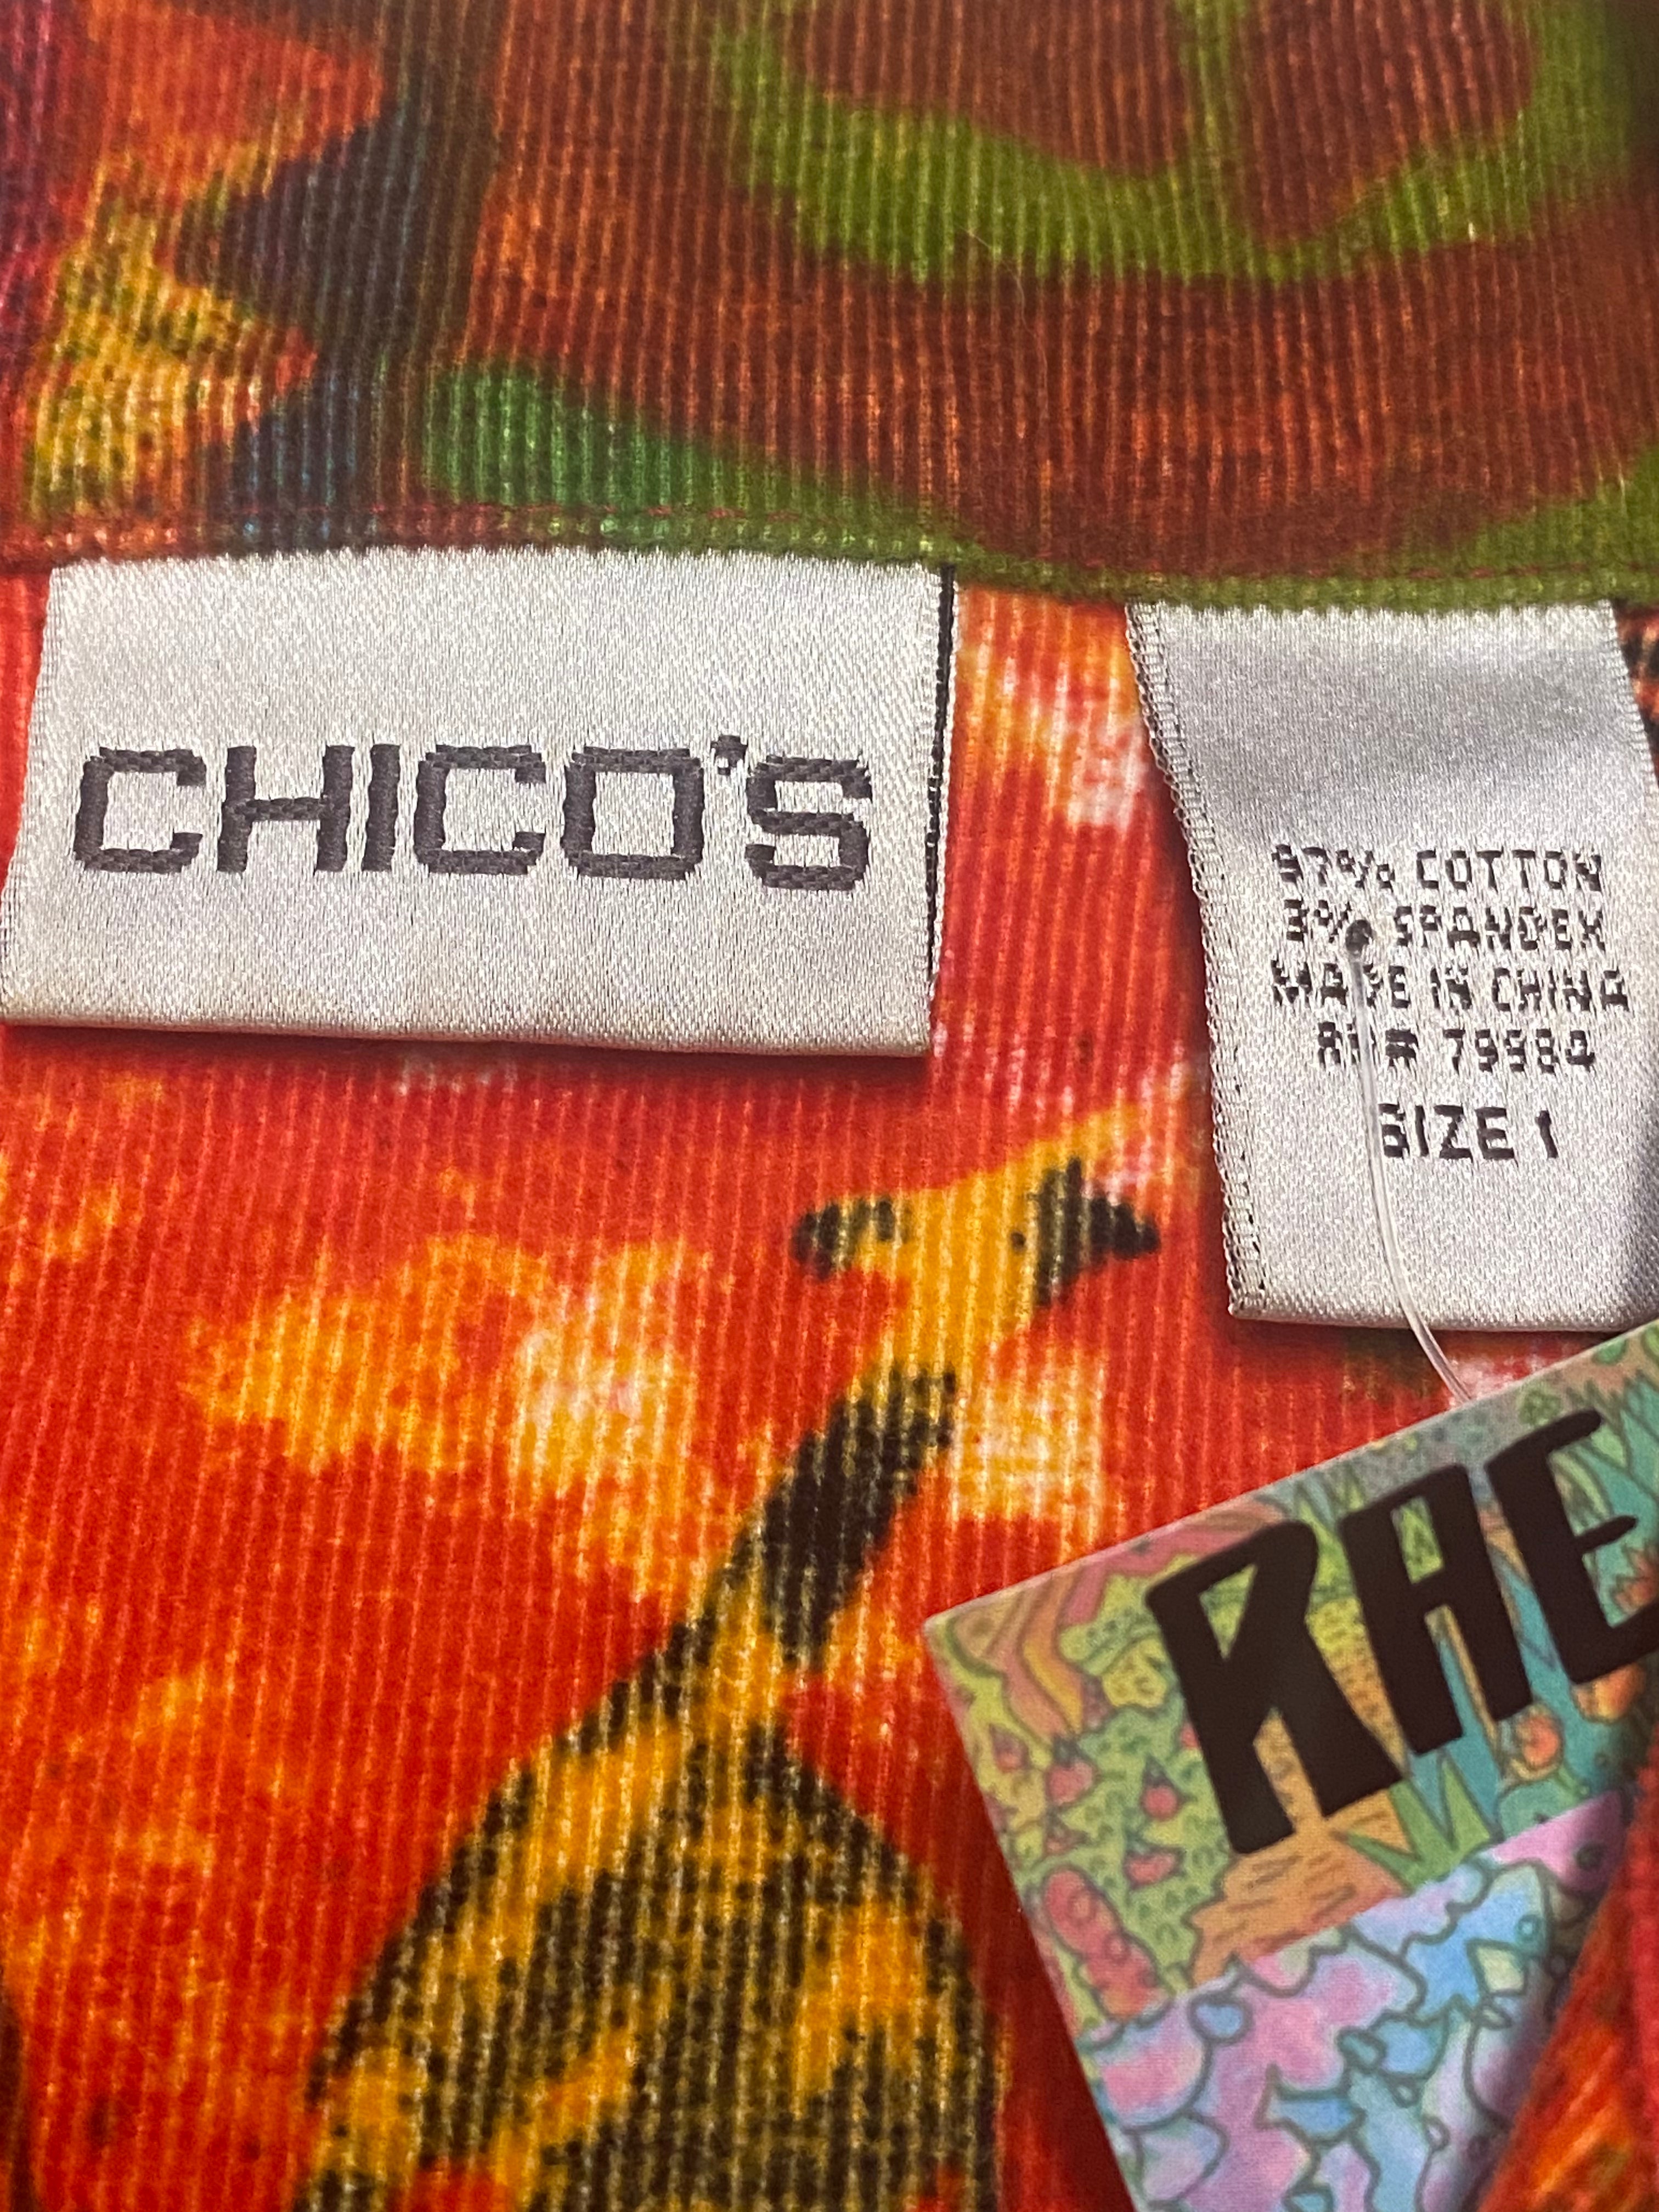 CHICO'S
97% COTTON
3% SPANDEX
MADE IN CHINA
RN# 79984
SIZE 1
RAE